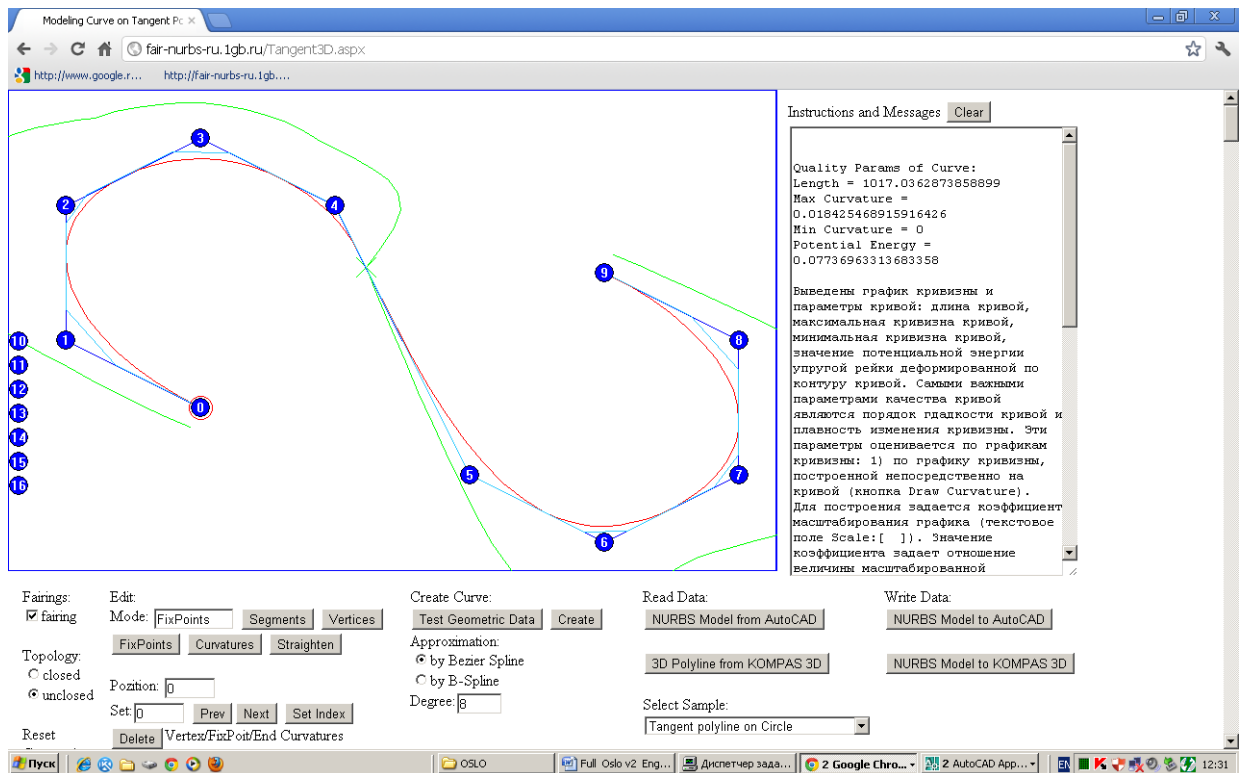 Modeling Curve on Tangent Pc
fair-nurbs-ru.1gb.ru/Tangent3D.aspx
http://www.google.r... http://fair-nurbs-ru.1gb....
Instructions and Messages Clear
Quality Params of Curve:
Length = 1017.0362873858899
Max Curvature =
0.018425468915916426
Min Curvature = 0
Potential Energy =
0.07736963313683358
Выведены график кривизны и
параметры кривой: длина кривой,
максимальная кривизна кривой,
минимальная кривизна кривой,
значение потенциальной энергии
упругой рейки деформированной по
контуру кривой. Самыми важными
параметрами качества кривой
являются порядок гдадкости кривой и
плавность изменения кривизны. Эти
параметры оценивается по графикам
кривизны: 1) по графику кривизны,
построенной непосредственно на
кривой (кнопка Draw Curvature).
Для построения задается коэффициент
масштабирования графика (текстовое
поле Scale:[ ]). Значение
коэффициента задает отношение
величины масштабированной
3
2
4
9
10
1
8
11
12
0
13
14
15
5
7
16
6
Fairings:
fairing
Topology:
closed
unclosed
Reset
Edit:
Mode: FixPoints Segments Vertices
FixPoints Curvatures Straighten
Pozition: 0
Set: 0 Prev Next Set Index
Delete Vertex/FixPoit/End Curvatures
Create Curve:
Test Geometric Data Create
Approximation:
by Bezier Spline
by B-Spline
Degree: 8
Read Data:
NURBS Model from AutoCAD
3D Polyline from KOMPAS 3D
Select Sample:
Tangent polyline on Circle
Write Data:
NURBS Model to AutoCAD
NURBS Model to KOMPAS 3D
Пуск OSLO Full Oslo v2 Eng... Диспетчер зада... 2 Google Chro... 2 AutoCAD App... EN 12:31